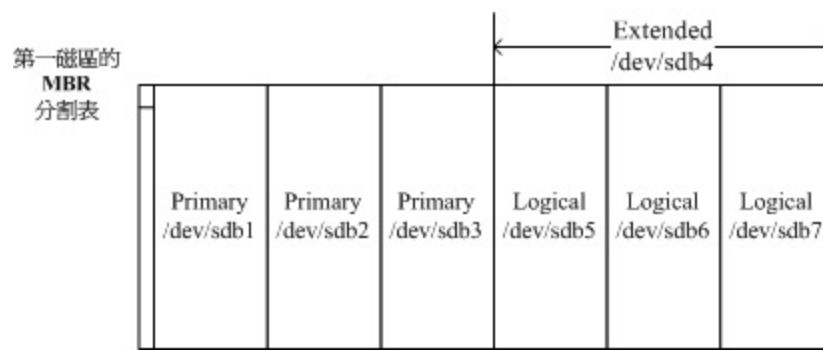 第一磁區的
MBR
分割表
Extended
/dev/sdb4
Primary
/dev/sdb1
Primary
/dev/sdb2
Primary
/dev/sdb3
Logical
/dev/sdb5
Logical
/dev/sdb6
Logical
/dev/sdb7